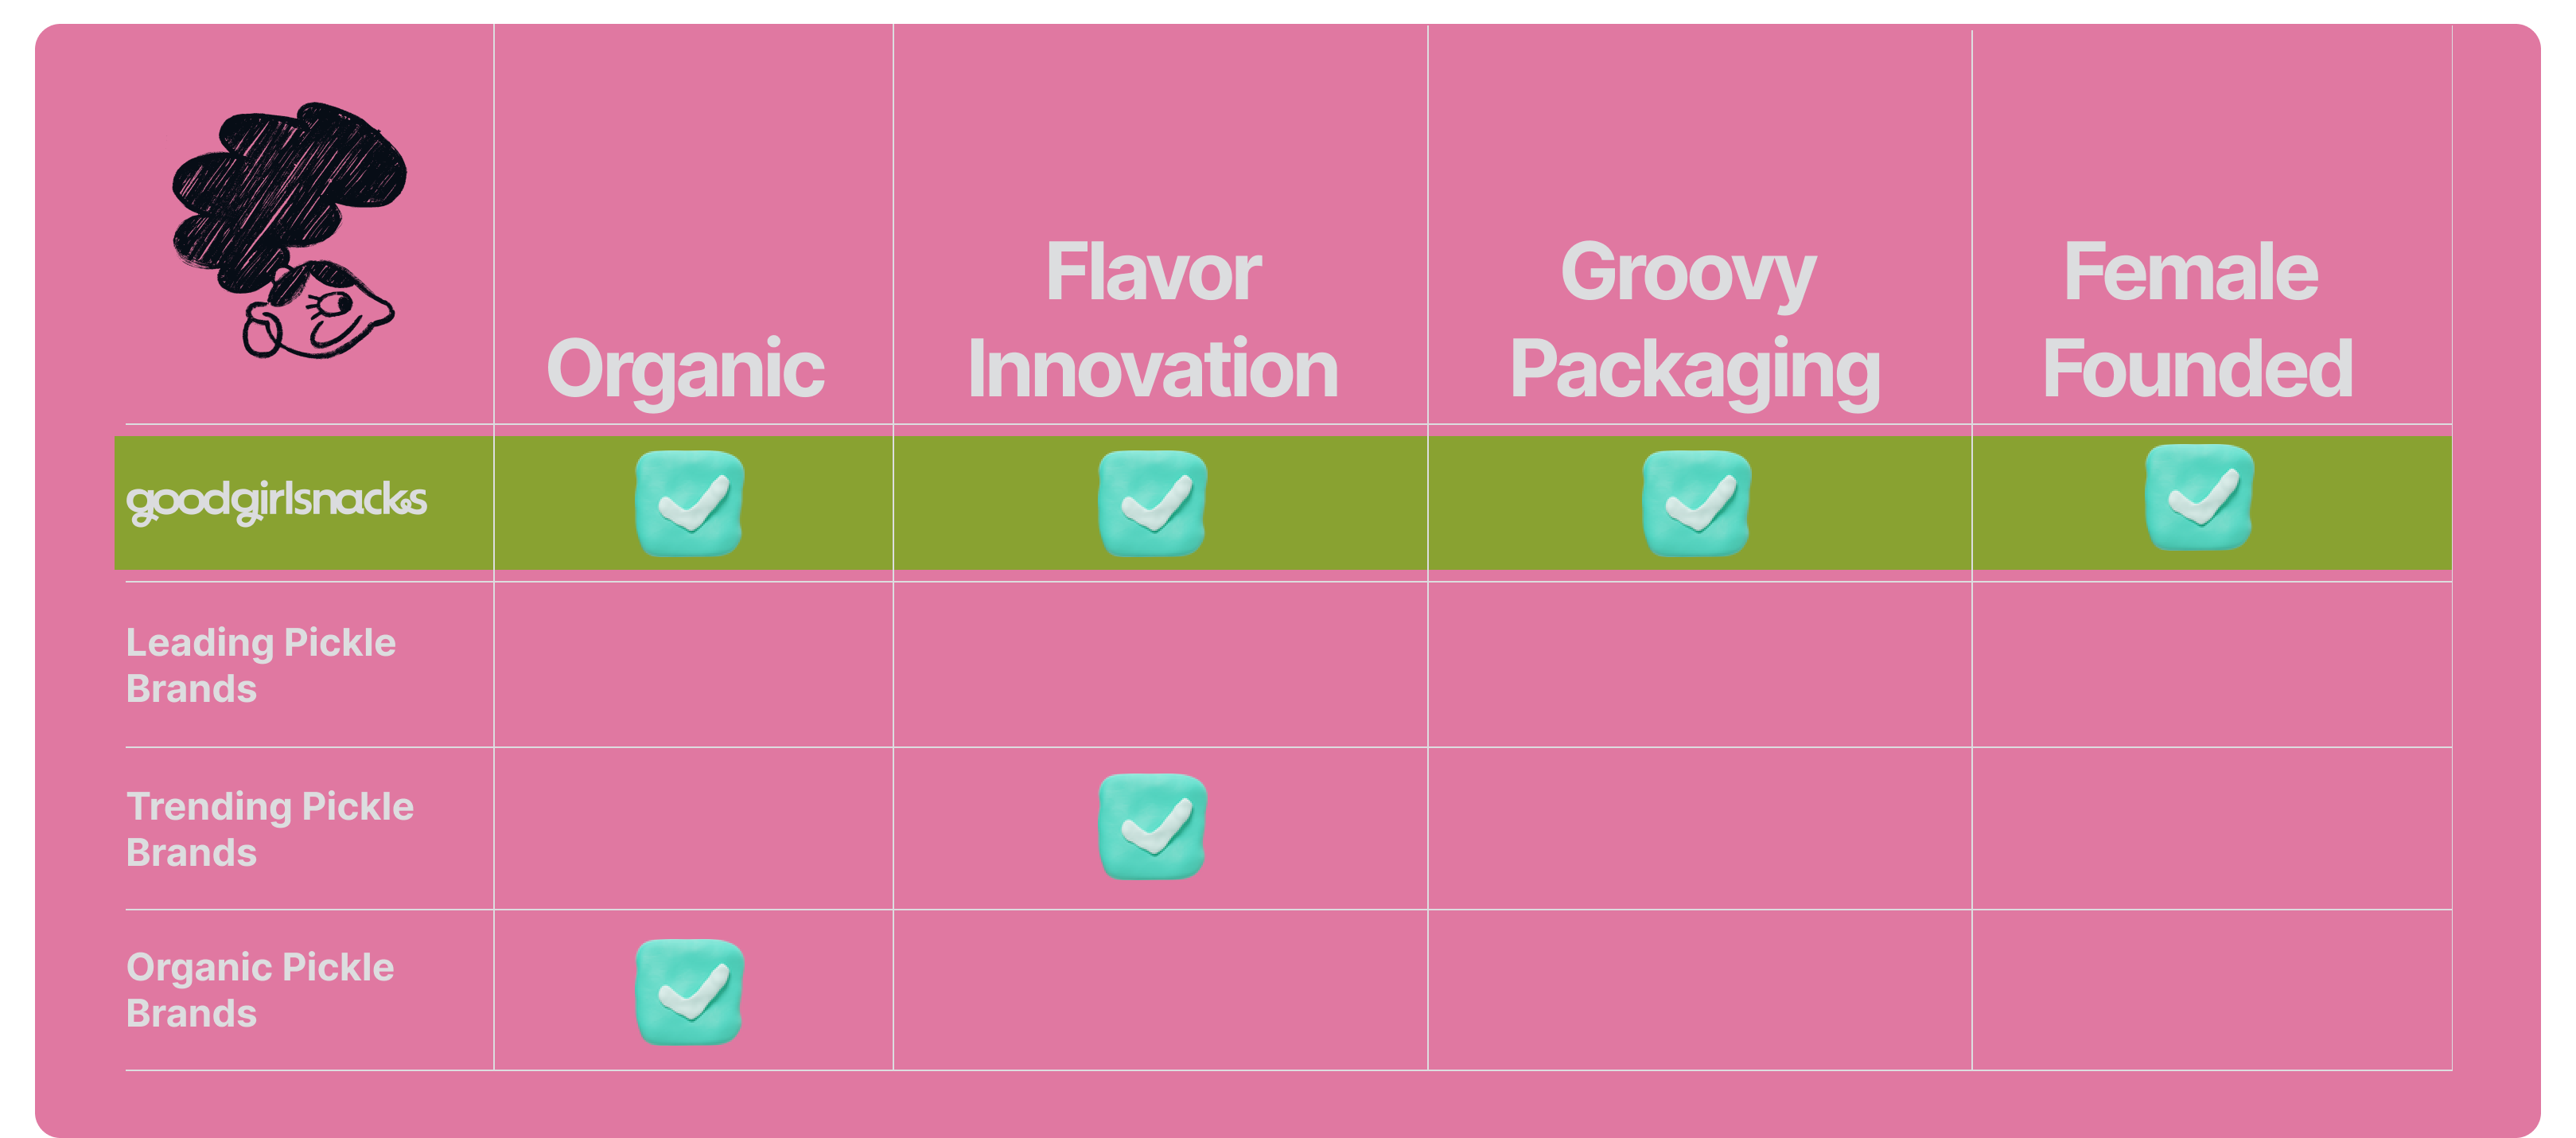 Organic
Flavor
Innovation
Groovy
Packaging
Female
Founded
goodgirlsnacks
Leading Pickle
Brands
Trending Pickle
Brands
Organic Pickle
Brands